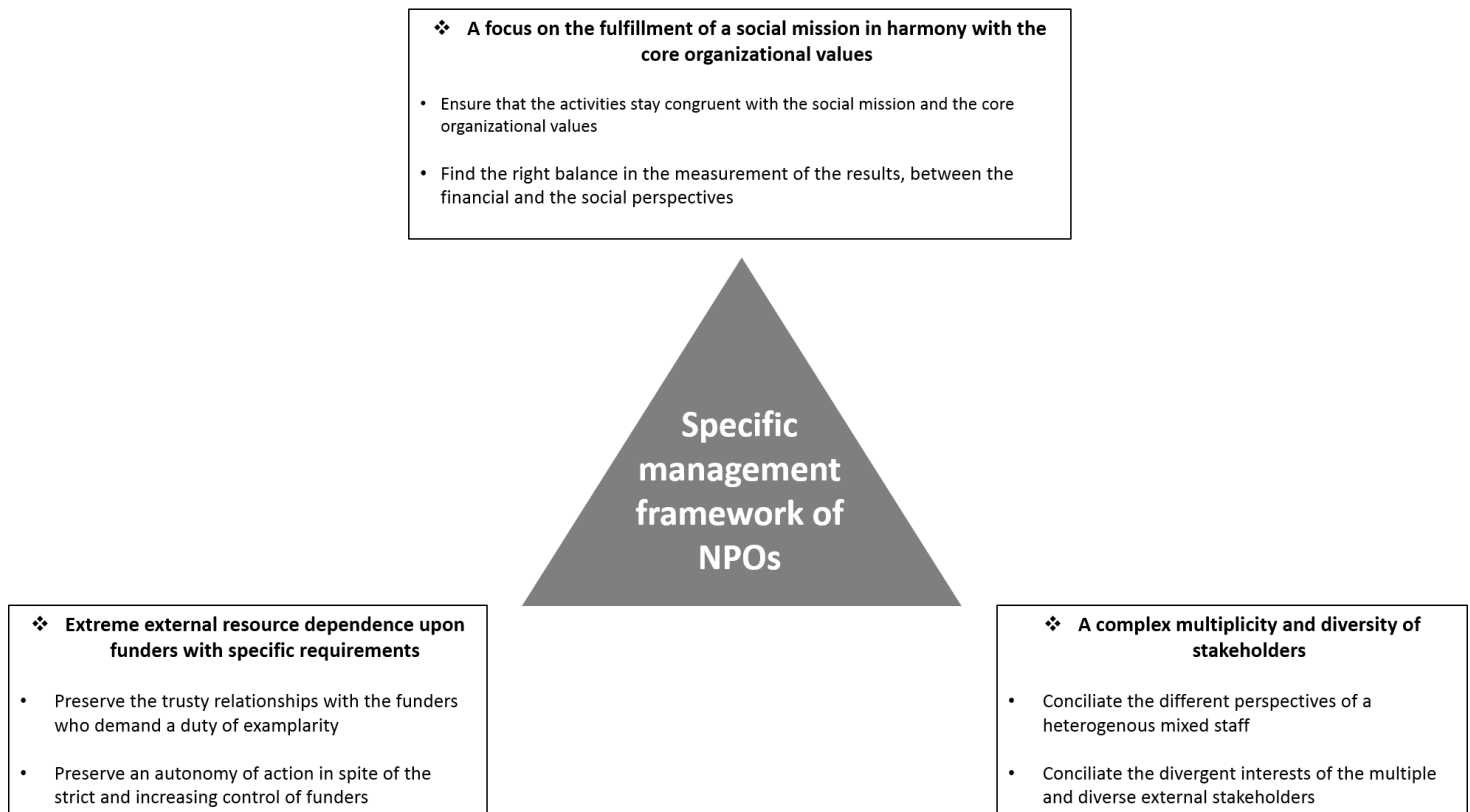 ❖ A focus on the fulfillment of a social mission in harmony with the
core organizational values
• Ensure that the activities stay congruent with the social mission and the core
organizational values
• Find the right balance in the measurement of the results, between the
financial and the social perspectives
Specific
management
framework of
NPOs
❖ Extreme external resource dependence upon
funders with specific requirements
• Preserve the trusty relationships with the funders
who demand a duty of examplarity
• Preserve an autonomy of action in spite of the
strict and increasing control of funders
❖ A complex multiplicity and diversity of
stakeholders
• Conciliate the different perspectives of a
heterogenous mixed staff
• Conciliate the divergent interests of the multiple
and diverse external stakeholders